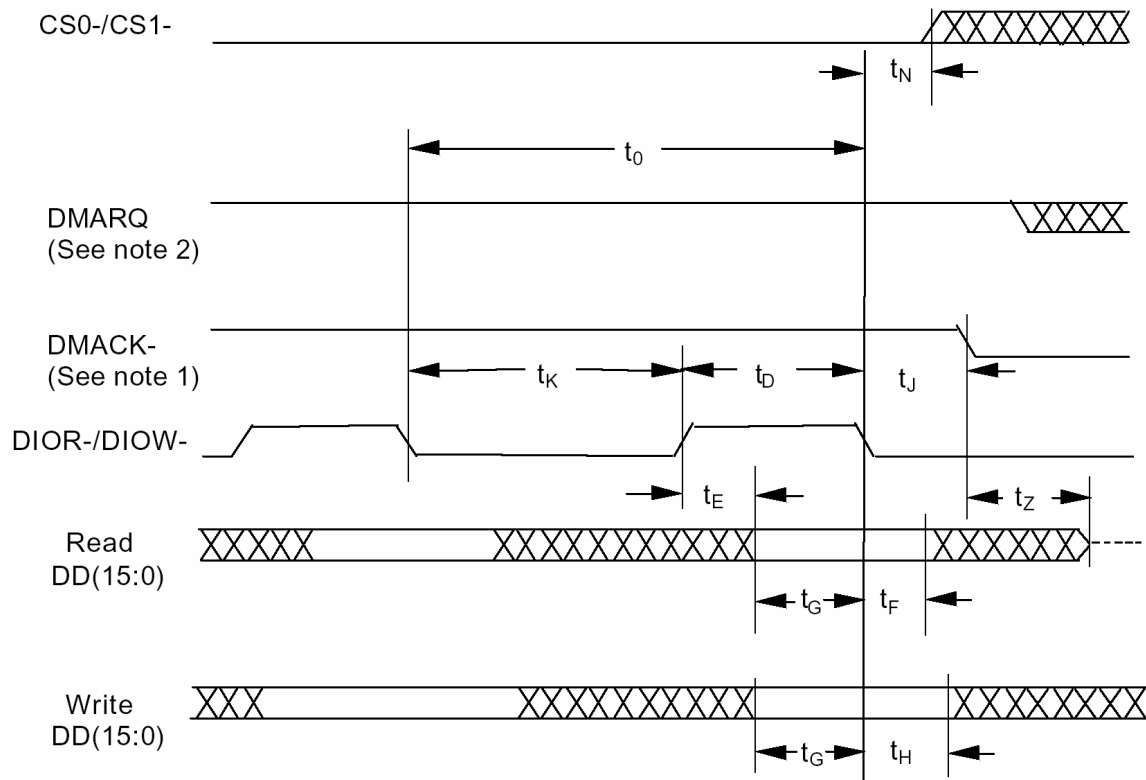 CS0-/CS1-
tN
t0
DMARQ
(See note 2)
DMACK-
(See note 1)
tK
tD
tJ
DIOR-/DIOW-
tE
tZ
Read
DD(15:0)
tG
tF
Write
DD(15:0)
tG
tH